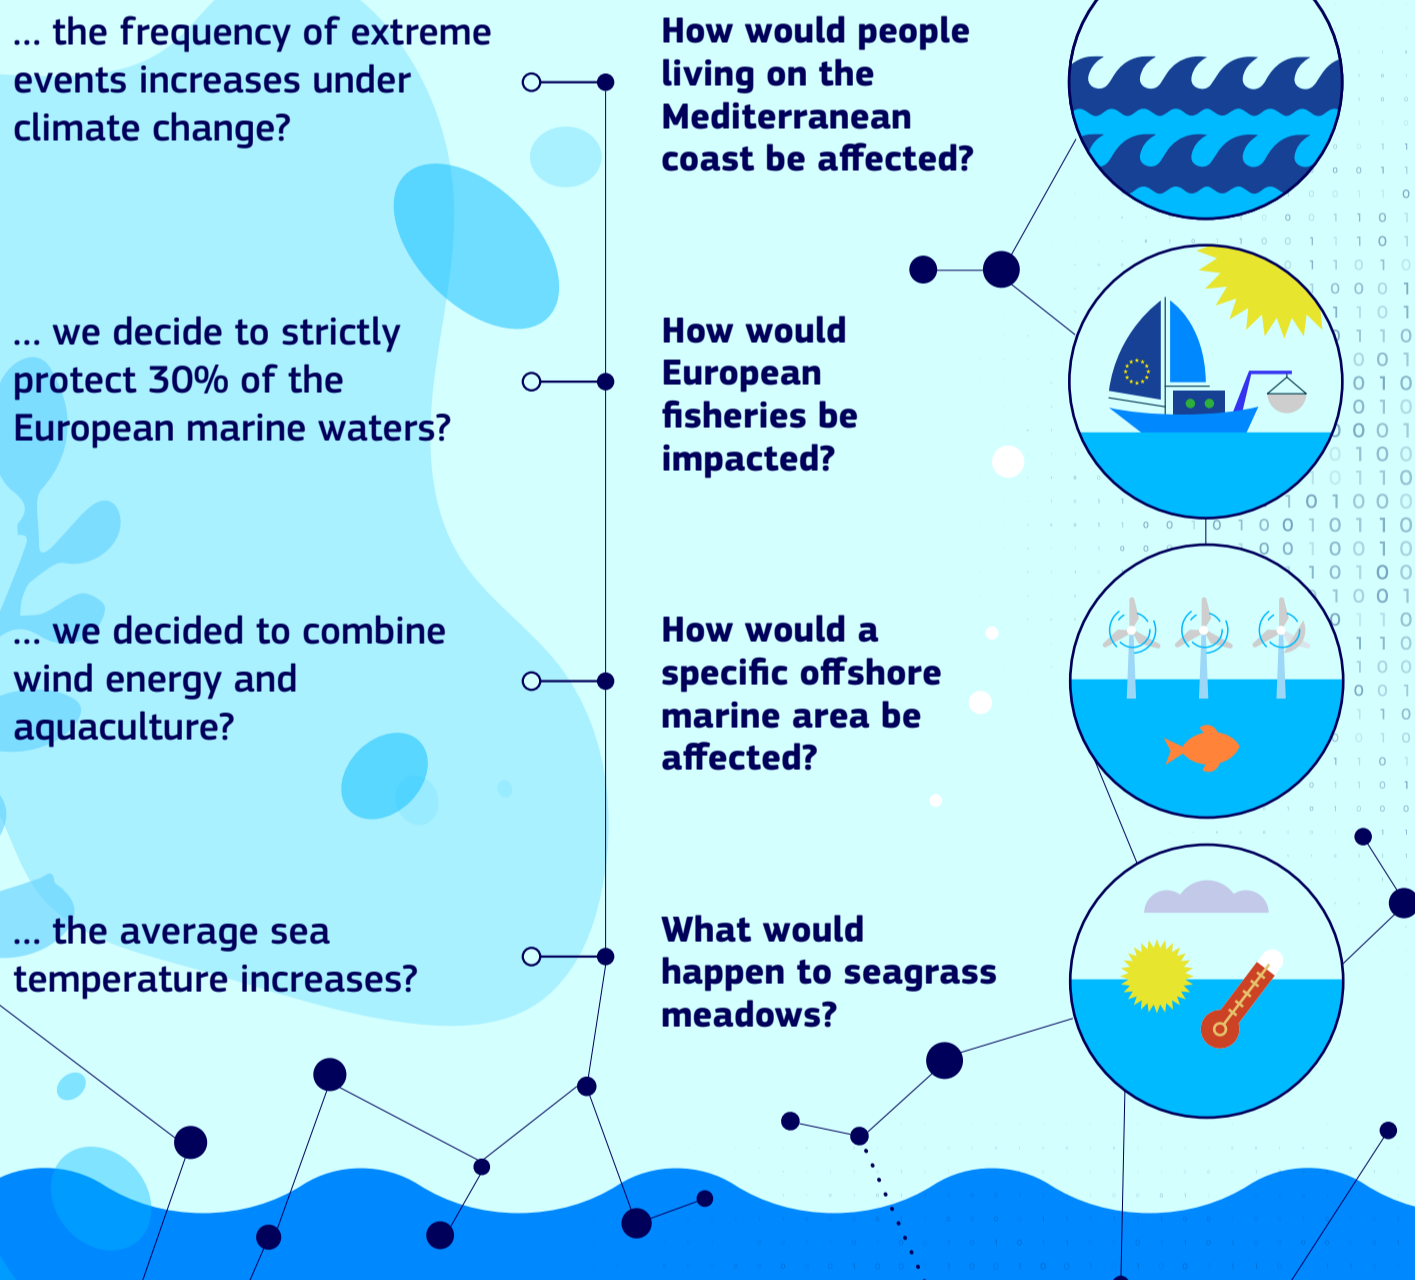 ... the frequency of extreme
events increases under
climate change?
How would people
living on the
Mediterranean
coast be affected?
... we decide to strictly
protect 30% of the
European marine waters?
How would
European
fisheries be
impacted?
... we decided to combine
wind energy and
aquaculture?
How would a
specific offshore
marine area be
affected?
... the average sea
temperature increases?
What would
happen to seagrass
meadows?